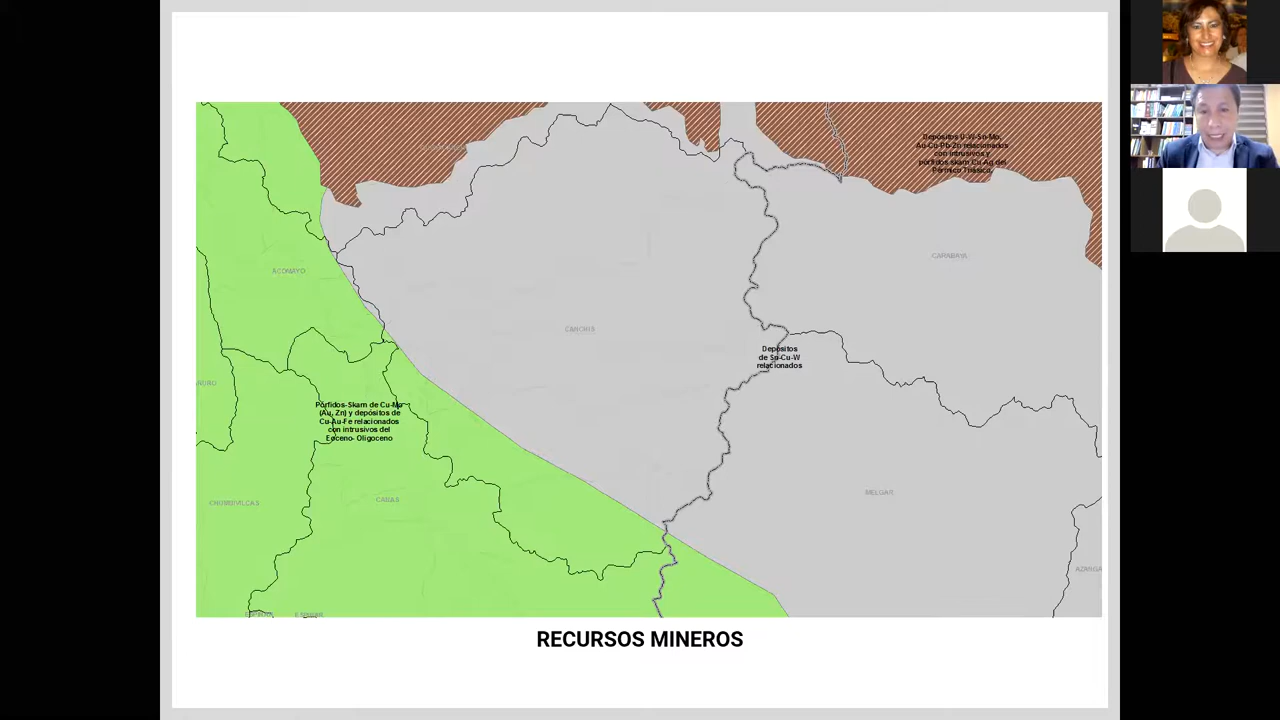 Depósitos U-W-Sn-Mo,
Au-Cu-Pb-Zn relacionados
con intrusivos y
pórfidos skarn Cu-Ag del
Pérmico Triásico.
CARABAYA
ACOMAYO
CANCHIS
Depósitos
de Sn-Cu-W
relacionados
Pórfidos-Skarn de Cu-Mo
(Au, Zn) y depósitos de
Cu-Au-Fe relacionados
con intrusivos del
Eoceno- Oligoceno
MELGAR
CANAS
CHUMBIVILCAS
ESPINAR
RECURSOS MINEROS